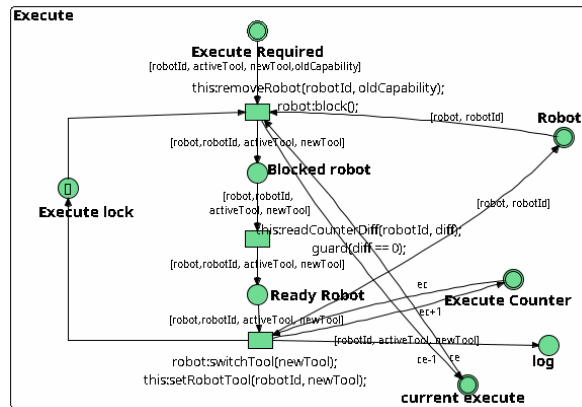 Execute
Execute Required
[robotId, activeTool, newTool,oldCapability]
this:removeRobot(robotId, oldCapability);
robot:block();
[robot, robotId]
Robot
[robot,robotId, activeTool, newTool]
Blocked robot
[robot,robotId,
activeTool, newTool]
[]
Execute lock
[robot, robotId]
this:readCounterDiff(robotId, diff);
guard(diff == 0);
[robot,robotId, activeTool, newTool]
Ready Robot
ec
Execute Counter
ec+1
[robot,robotId, activeTool, newTool]
[robotId, activeTool, newTool]
log
robot:switchTool(newTool);
this:setRobotTool(robotId, newTool);
ce-1
ce
current execute